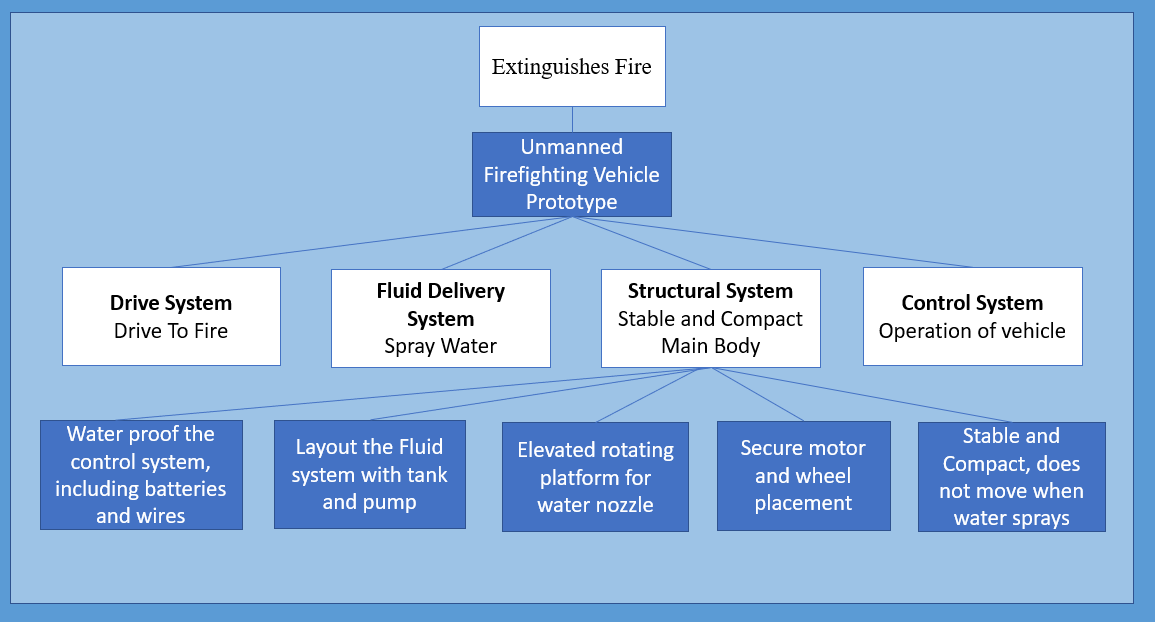 Extinguishes Fire
Unmanned
Firefighting Vehicle
Prototype
Drive System
Drive To Fire
Fluid Delivery
System
Spray Water
Structural System
Stable and Compact
Main Body
Control System
Operation of vehicle
Water proof the
control system,
including batteries
and wires
Layout the Fluid
system with tank
and pump
Elevated rotating
platform for
water nozzle
Secure motor
and wheel
placement
Stable and
Compact, does
not move when
water sprays